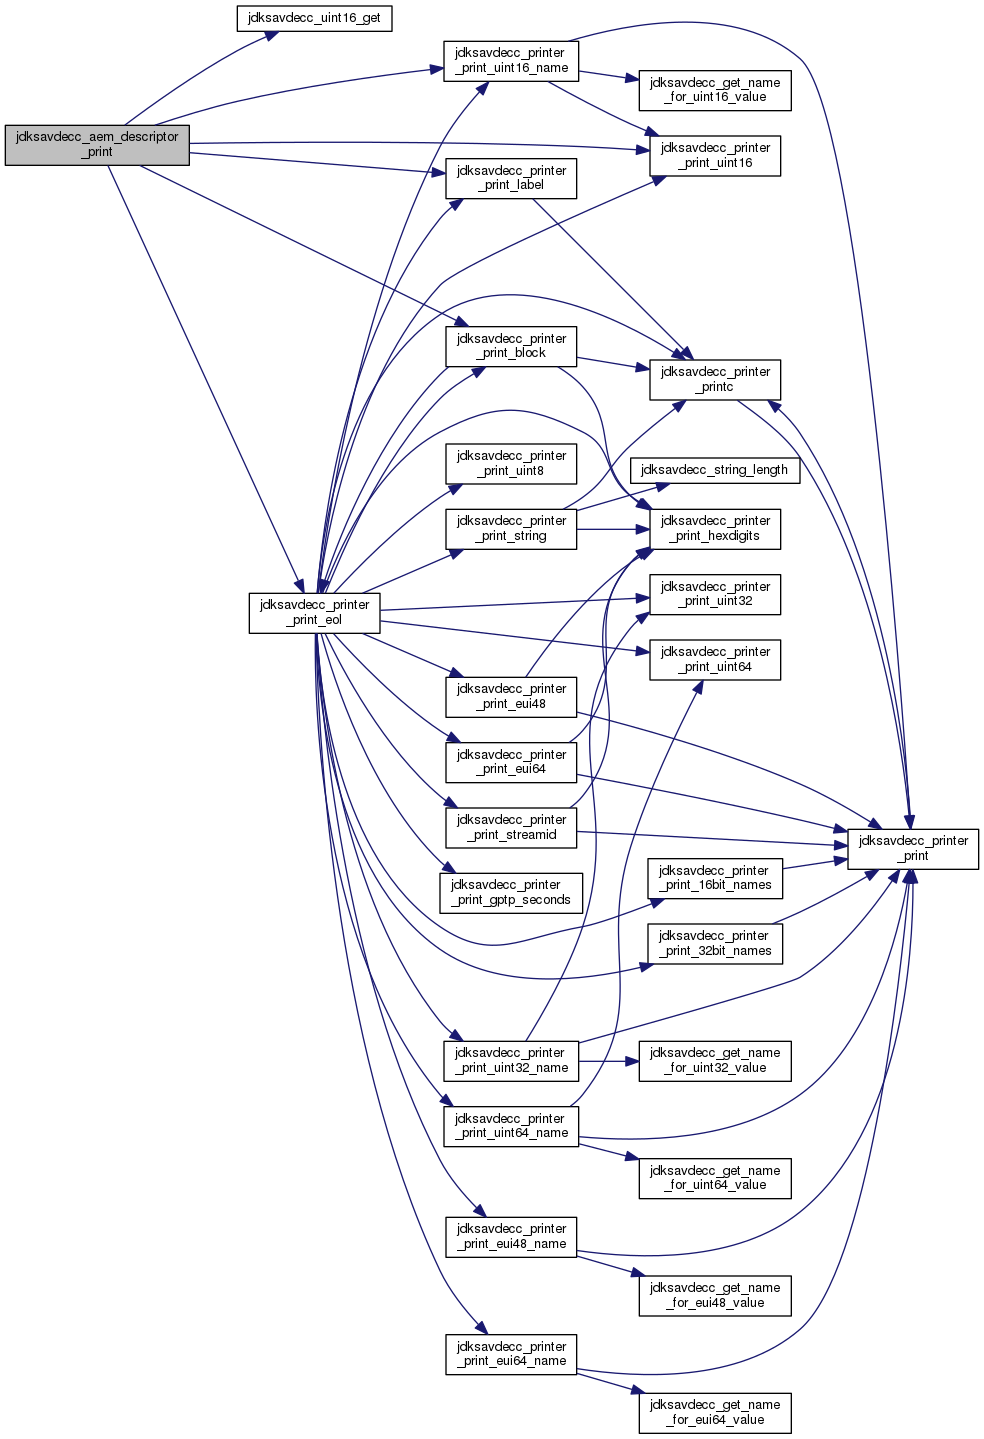 jdksavdecc_uint16_get
jdksavdecc_printer
_print_uint16_name
jdksavdecc_get_name
_for_uint16_value
jdksavdecc_aem_descriptor
_print
jdksavdecc_printer
_print_uint16
jdksavdecc_printer
_print_label
jdksavdecc_printer
_print_block
jdksavdecc_printer
_printc
jdksavdecc_printer
_print_uint8
jdksavdecc_string_length
jdksavdecc_printer
_print_string
jdksavdecc_printer
_print_hexdigits
jdksavdecc_printer
_print_eol
jdksavdecc_printer
_print_uint32
jdksavdecc_printer
_print_uint64
jdksavdecc_printer
_print_eui48
jdksavdecc_printer
_print_eui64
jdksavdecc_printer
_print_streamid
jdksavdecc_printer
_print
jdksavdecc_printer
_print_gptp_seconds
jdksavdecc_printer
_print_16bit_names
jdksavdecc_printer
_print_32bit_names
jdksavdecc_printer
_print_uint32_name
jdksavdecc_get_name
_for_uint32_value
jdksavdecc_printer
_print_uint64_name
jdksavdecc_get_name
_for_uint64_value
jdksavdecc_printer
_print_eui48_name
jdksavdecc_get_name
_for_eui48_value
jdksavdecc_printer
_print_eui64_name
jdksavdecc_get_name
_for_eui64_value